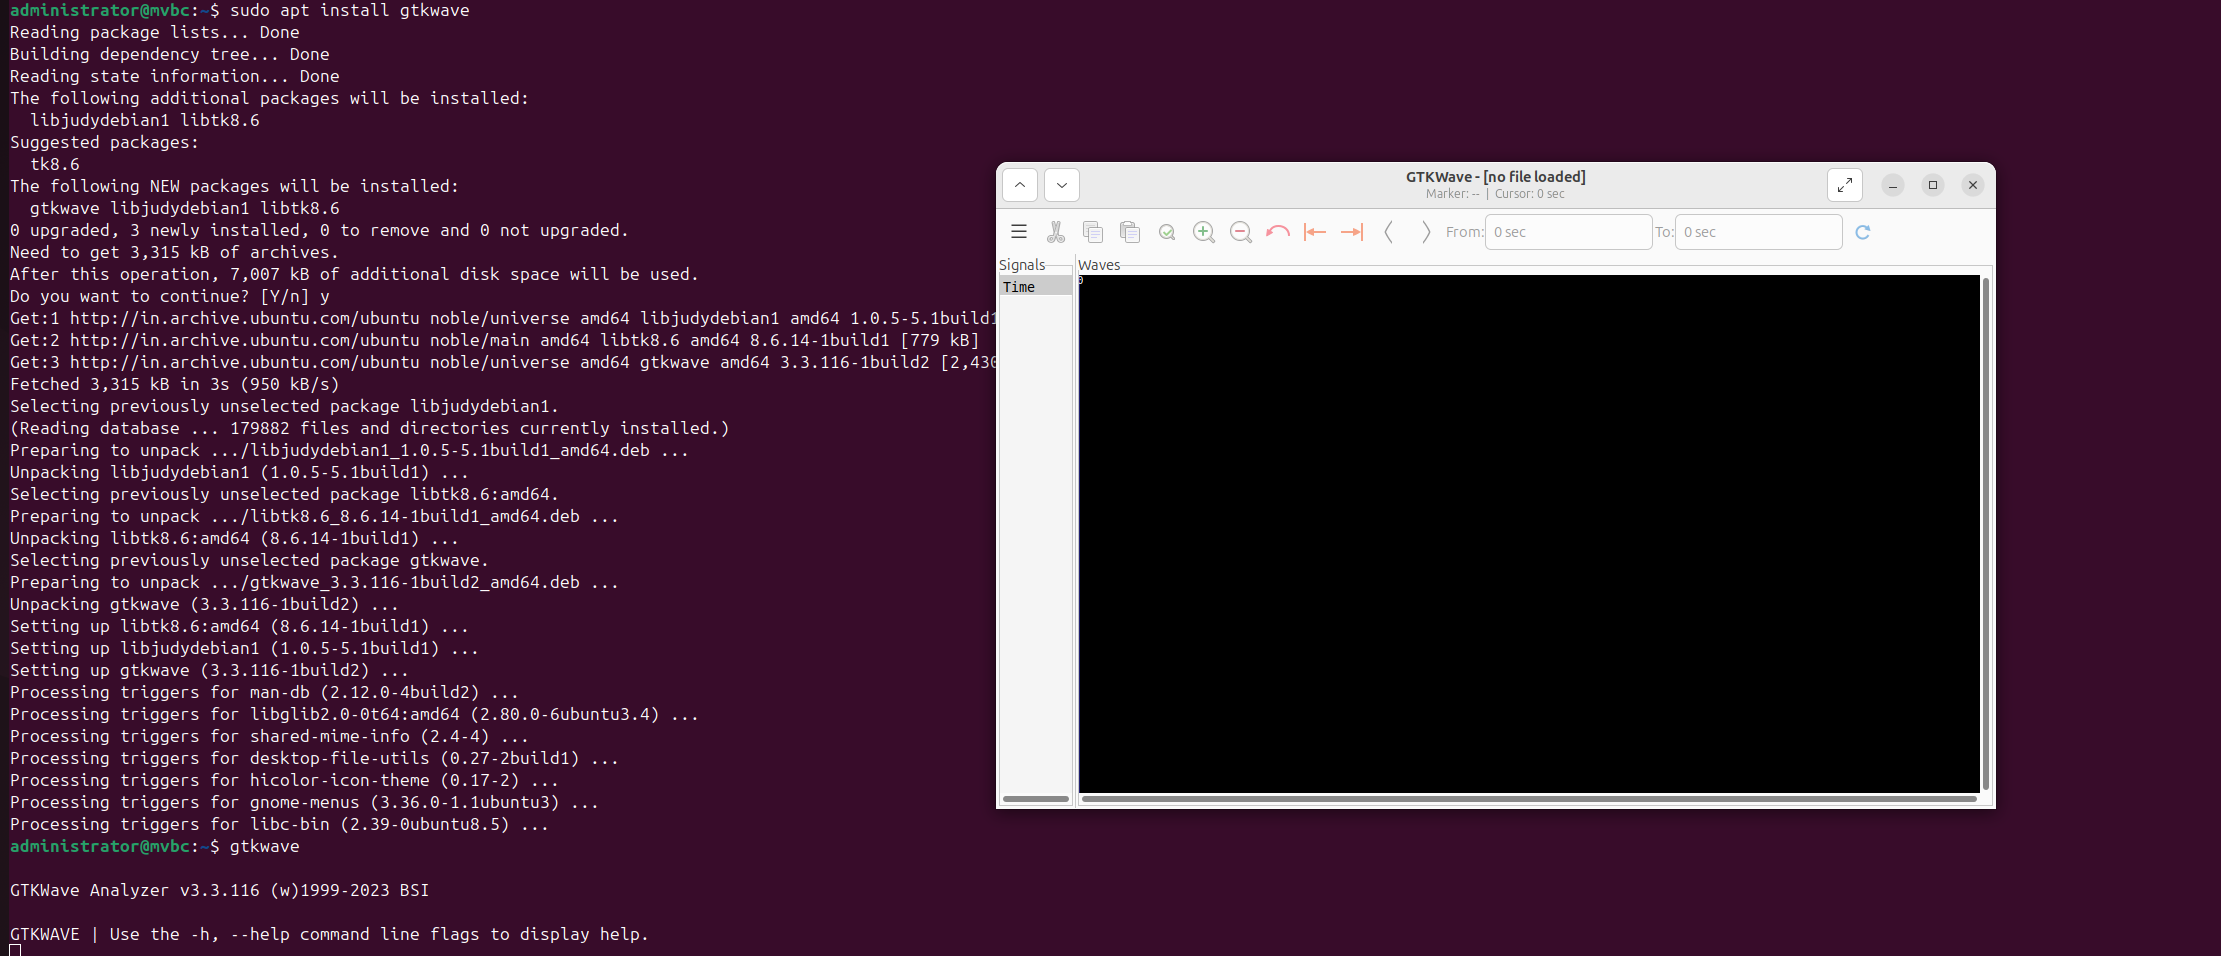 administrator@mvbc:~$ sudo apt install gtkwave
Reading package lists... Done
Building dependency tree... Done
Reading state information... Done
The following additional packages will be installed:
  libjudydebian1 libtk8.6
Suggested packages:
  tk8.6
The following NEW packages will be installed:
  gtkwave libjudydebian1 libtk8.6
0 upgraded, 3 newly installed, 0 to remove and 0 not upgraded.
Need to get 3,315 kB of archives.
After this operation, 7,007 kB of additional disk space will be used.
Do you want to continue? [Y/n] y
Get:1 http://in.archive.ubuntu.com/ubuntu noble/universe amd64 libjudydebian1 amd64 1.0.5-5.1build1
Get:2 http://in.archive.ubuntu.com/ubuntu noble/main amd64 libtk8.6 amd64 8.6.14-1build1 [779 kB]
Get:3 http://in.archive.ubuntu.com/ubuntu noble/universe amd64 gtkwave amd64 3.3.116-1build2 [2,430
Fetched 3,315 kB in 3s (950 kB/s)
Selecting previously unselected package libjudydebian1.
(Reading database ... 179882 files and directories currently installed.)
Preparing to unpack .../libjudydebian1_1.0.5-5.1build1_amd64.deb ...
Unpacking libjudydebian1 (1.0.5-5.1build1) ...
Selecting previously unselected package libtk8.6:amd64.
Preparing to unpack .../libtk8.6_8.6.14-1build1_amd64.deb ...
Unpacking libtk8.6:amd64 (8.6.14-1build1) ...
Selecting previously unselected package gtkwave.
Preparing to unpack .../gtkwave_3.3.116-1build2_amd64.deb ...
Unpacking gtkwave (3.3.116-1build2) ...
Setting up libtk8.6:amd64 (8.6.14-1build1) ...
Setting up libjudydebian1 (1.0.5-5.1build1) ...
Setting up gtkwave (3.3.116-1build2) ...
Processing triggers for man-db (2.12.0-4build2) ...
Processing triggers for libglib2.0-0t64:amd64 (2.80.0-6ubuntu3.4) ...
Processing triggers for shared-mime-info (2.4-4) ...
Processing triggers for desktop-file-utils (0.27-2build1) ...
Processing triggers for hicolor-icon-theme (0.17-2) ...
Processing triggers for gnome-menus (3.36.0-1.1ubuntu3) ...
Processing triggers for libc-bin (2.39-0ubuntu8.5) ...
administrator@mvbc:~$ gtkwave
GTKWave Analyzer v3.3.116 (w)1999-2023 BSI
GTKWAVE | Use the -h, --help command line flags to display help.
GTKWave - [no file loaded]
Marker: -- | Cursor: 0 sec
From: 0 sec To: 0 sec
Signals Waves
Time 0